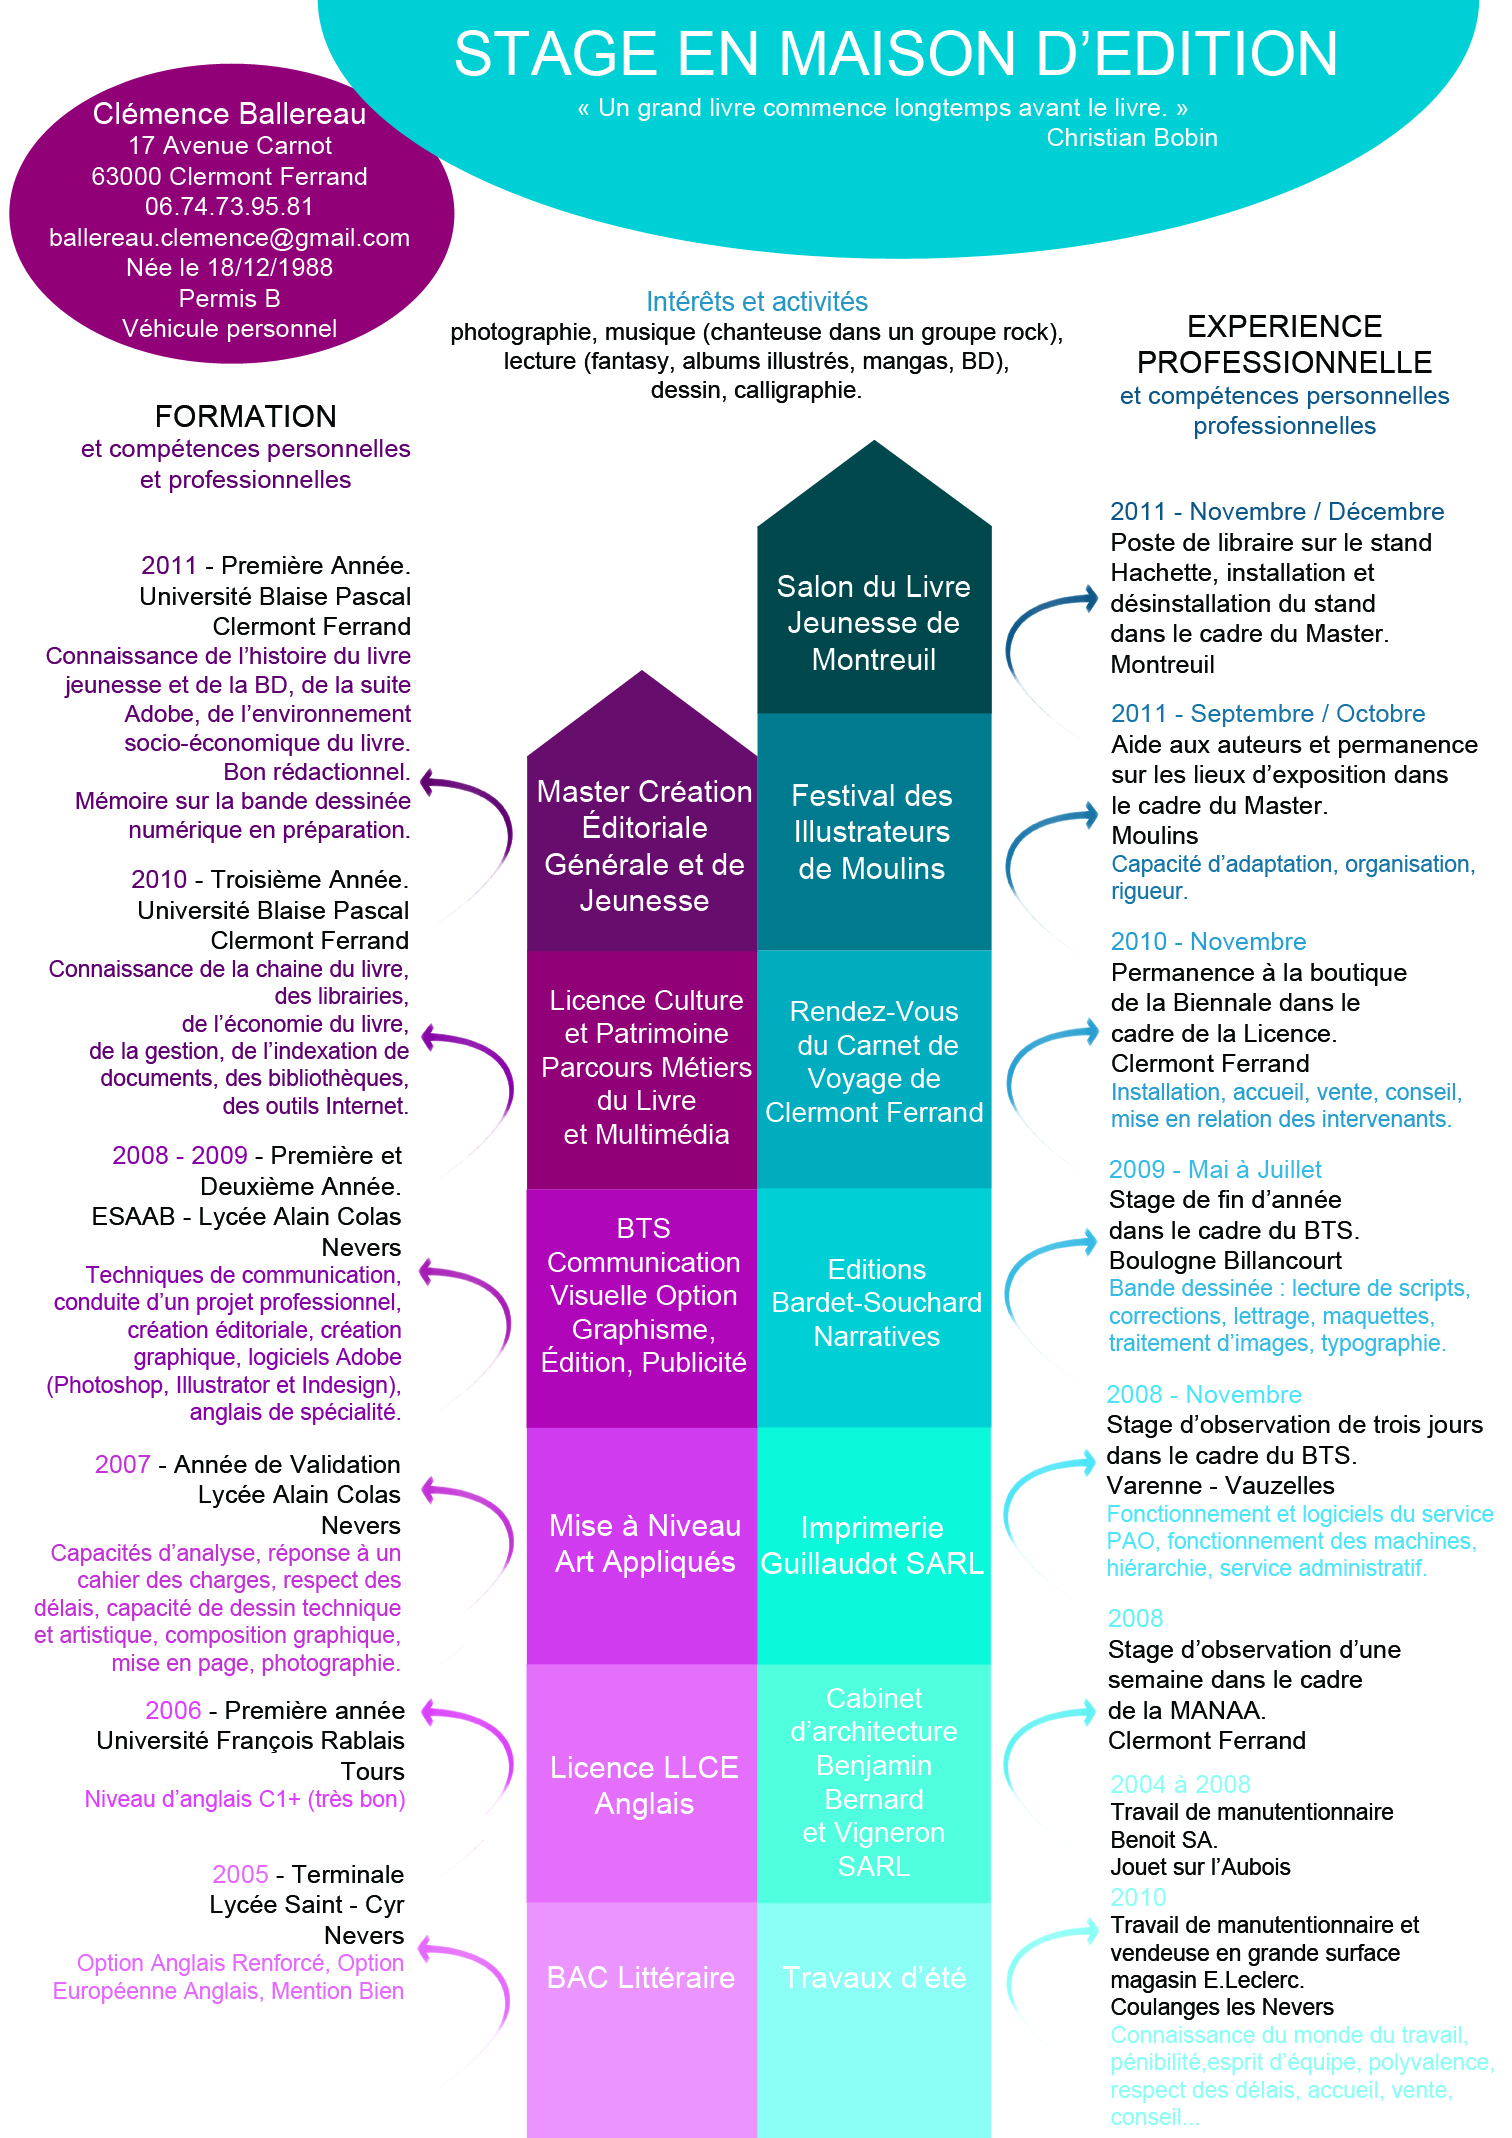 STAGE EN MAISON D’EDITION
« Un grand livre commence longtemps avant le livre. »
Christian Bobin
Clémence Ballereau
17 Avenue Carnot
63000 Clermont Ferrand
06.74.73.95.81
ballereau.clemence@gmail.com
Née le 18/12/1988
Permis B
Véhicule personnel
Intérêts et activités
photographie, musique (chanteuse dans un groupe rock),
lecture (fantasy, albums illustrés, mangas, BD),
dessin, calligraphie.
FORMATION
et compétences personnelles
et professionnelles
2011 - Première Année.
Université Blaise Pascal
Clermont Ferrand
Connaissance de l’histoire du livre
jeunesse et de la BD, de la suite
Adobe, de l’environnement
socio-économique du livre.
Bon rédactionnel.
Mémoire sur la bande dessinée
numérique en préparation.
2010 - Troisième Année.
Université Blaise Pascal
Clermont Ferrand
Connaissance de la chaine du livre,
des librairies,
de l’économie du livre,
de la gestion, de l’indexation de
documents, des bibliothèques,
des outils Internet.
2008 - 2009 - Première et
Deuxième Année.
ESAAB - Lycée Alain Colas
Nevers
Techniques de communication,
conduite d’un projet professionnel,
création éditoriale, création
graphique, logiciels Adobe
(Photoshop, Illustrator et Indesign),
anglais de spécialité.
2007 - Année de Validation
Lycée Alain Colas
Nevers
Capacités d’analyse, réponse à un
cahier des charges, respect des
délais, capacité de dessin technique
et artistique, composition graphique,
mise en page, photographie.
2006 - Première année
Université François Rablais
Tours
Niveau d’anglais C1+ (très bon)
2005 - Terminale
Lycée Saint - Cyr
Nevers
Option Anglais Renforcé, Option
Européenne Anglais, Mention Bien
Master Création
Éditoriale
Générale et de
Jeunesse
Licence Culture
et Patrimoine
Parcours Métiers
du Livre
et Multimédia
BTS
Communication
Visuelle Option
Graphisme,
Édition, Publicité
Mise à Niveau
Art Appliqués
Licence LLCE
Anglais
BAC Littéraire
Salon du Livre
Jeunesse de
Montreuil
Festival des
Illustrateurs
de Moulins
Rendez-Vous
du Carnet de
Voyage de
Clermont Ferrand
Editions
Bardet-Souchard
Narratives
Imprimerie
Guillaudot SARL
Cabinet
d’architecture
Benjamin
Bernard
et Vigneron
SARL
Travaux d’été
EXPERIENCE
PROFESSIONNELLE
et compétences personnelles
professionnelles
2011 - Novembre / Décembre
Poste de libraire sur le stand
Hachette, installation et
désinstallation du stand
dans le cadre du Master.
Montreuil
2011 - Septembre / Octobre
Aide aux auteurs et permanence
sur les lieux d’exposition dans
le cadre du Master.
Moulins
Capacité d’adaptation, organisation,
rigueur.
2010 - Novembre
Permanence à la boutique
de la Biennale dans le
cadre de la Licence.
Clermont Ferrand
Installation, accueil, vente, conseil,
mise en relation des intervenants.
2009 - Mai à Juillet
Stage de fin d’année
dans le cadre du BTS.
Boulogne Billancourt
Bande dessinée : lecture de scripts,
corrections, lettrage, maquettes,
traitement d’images, typographie.
2008 - Novembre
Stage d’observation de trois jours
dans le cadre du BTS.
Varenne - Vauzelles
Fonctionnement et logiciels du service
PAO, fonctionnement des machines,
hiérarchie, service administratif.
2008
Stage d’observation d’une
semaine dans le cadre
de la MANAA.
Clermont Ferrand
2004 à 2008
Travail de manutentionnaire
Benoit SA.
Jouet sur l’Aubois
2010
Travail de manutentionnaire et
vendeuse en grande surface
magasin E.Leclerc.
Coulanges les Nevers
Connaissance du monde du travail,
pénibilité,esprit d’équipe, polyvalence,
respect des délais, accueil, vente,
conseil...